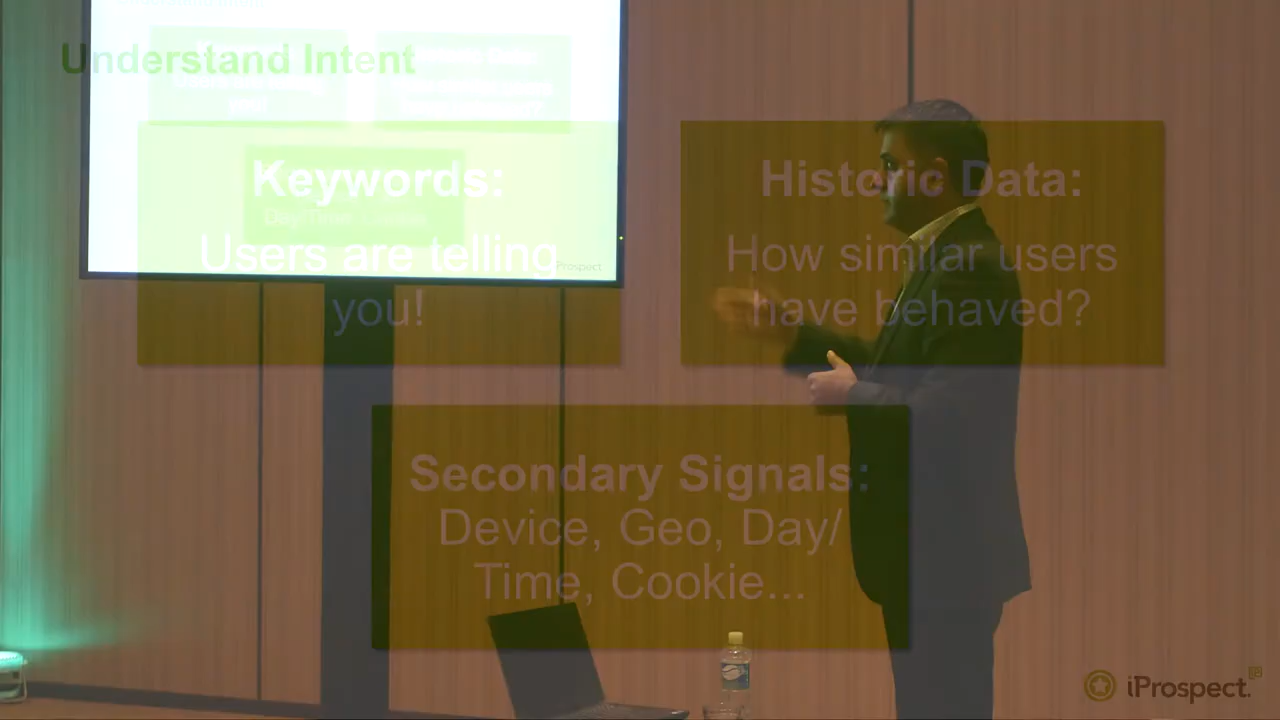 Understand Intent
Keywords:
Users are telling
you!
Historic Data:
How similar users
have behaved?
Secondary Signals:
Device, Geo, Day/
Time, Cookie...
Prospect
iProspect.